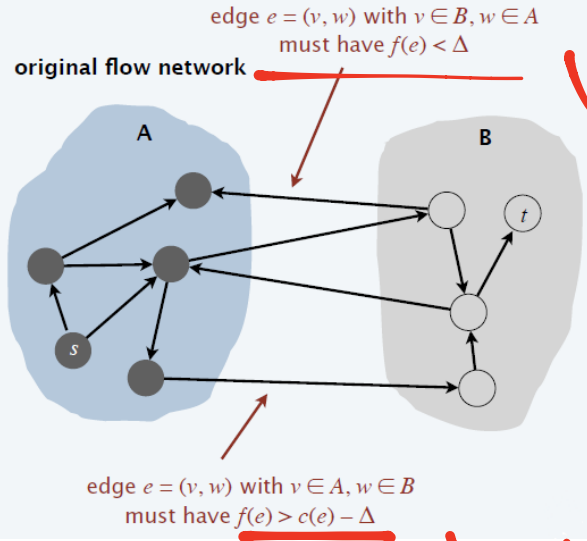 edge e = (v, w) with v ∈ B, w ∈ A
must have f(e) < Δ
original flow network
A
B
t
s
edge e = (v, w) with v ∈ A, w ∈ B
must have f(e) > c(e) – Δ